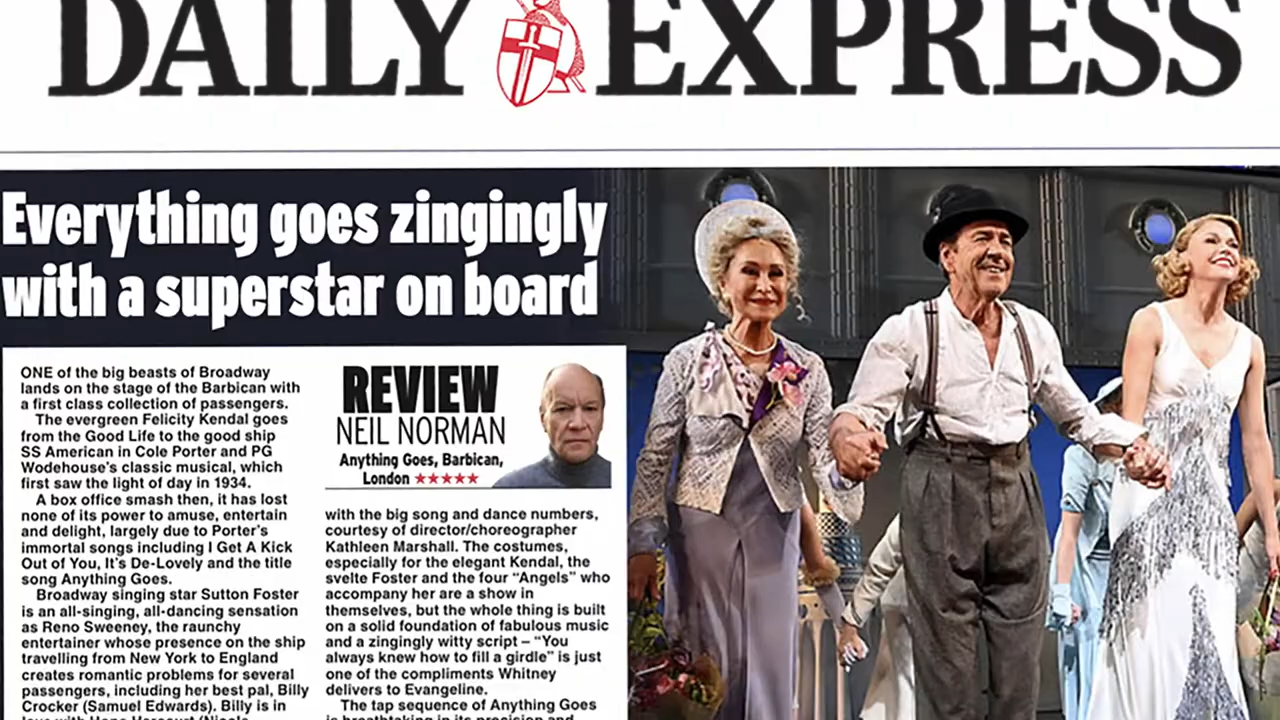 DAILY EXPRESS
Everything goes zingingly
with a superstar on board
ONE of the big beasts of Broadway
lands on the stage of the Barbican with
a first class collection of passengers.
The evergreen Felicity Kendal goes
from the Good Life to the good ship
SS American in Cole Porter and PG
Wodehouse's classic musical, which
first saw the light of day in 1934.
A box office smash then, it has lost
none of its power to amuse, entertain
and delight, largely due to Porter's
immortal songs including I Get A Kick
Out of You, It's De-Lovely and the title
song Anything Goes.
Broadway singing star Sutton Foster
is an all-singing, all-dancing sensation
as Reno Sweeney, the raunchy
entertainer whose presence on the ship
travelling from New York to England
creates romantic problems for several
passengers, including her best pal, Billy
Crocker (Samuel Edwards). Billy is in
love with Hope Harcourt (Nicole
REVIEW
NEIL NORMAN
Anything Goes, Barbican,
London ★★★★★
with the big song and dance numbers,
courtesy of director/choreographer
Kathleen Marshall. The costumes,
especially for the elegant Kendal, the
svelte Foster and the four “Angels” who
accompany her are a show in
themselves, but the whole thing is built
on a solid foundation of fabulous music
and a zingingly witty script – “You
always knew how to fill a girdle” is just
one of the compliments Whitney
delivers to Evangeline.
The tap sequence of Anything Goes
is breathtaking in its precision and